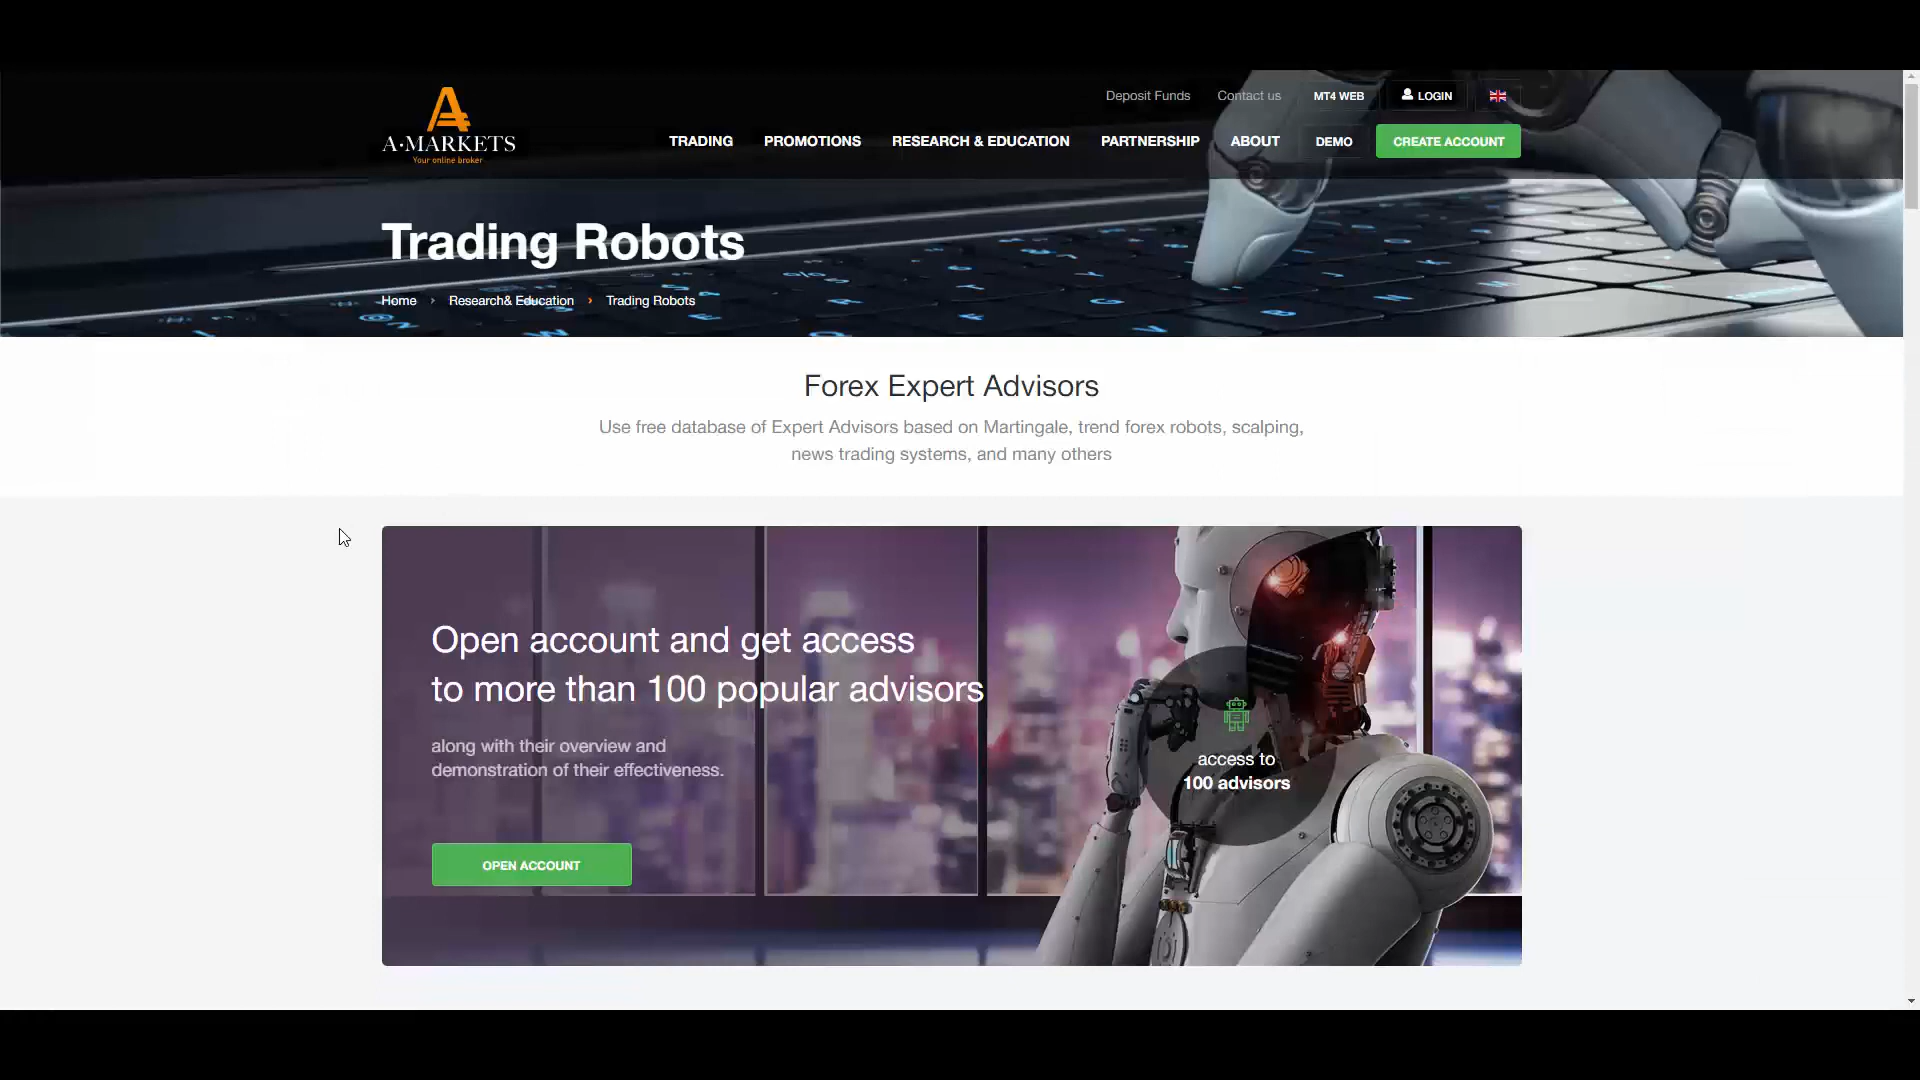 Deposit Funds
Contact us
MT4 WEB
LOGIN
A·MARKETS
Your online broker
TRADING
PROMOTIONS
RESEARCH & EDUCATION
PARTNERSHIP
ABOUT
DEMO
CREATE ACCOUNT
Trading Robots
Home › Research& Education › Trading Robots
Forex Expert Advisors
Use free database of Expert Advisors based on Martingale, trend forex robots, scalping,
news trading systems, and many others
Open account and get access
to more than 100 popular advisors
along with their overview and
demonstration of their effectiveness.
access to
100 advisors
OPEN ACCOUNT